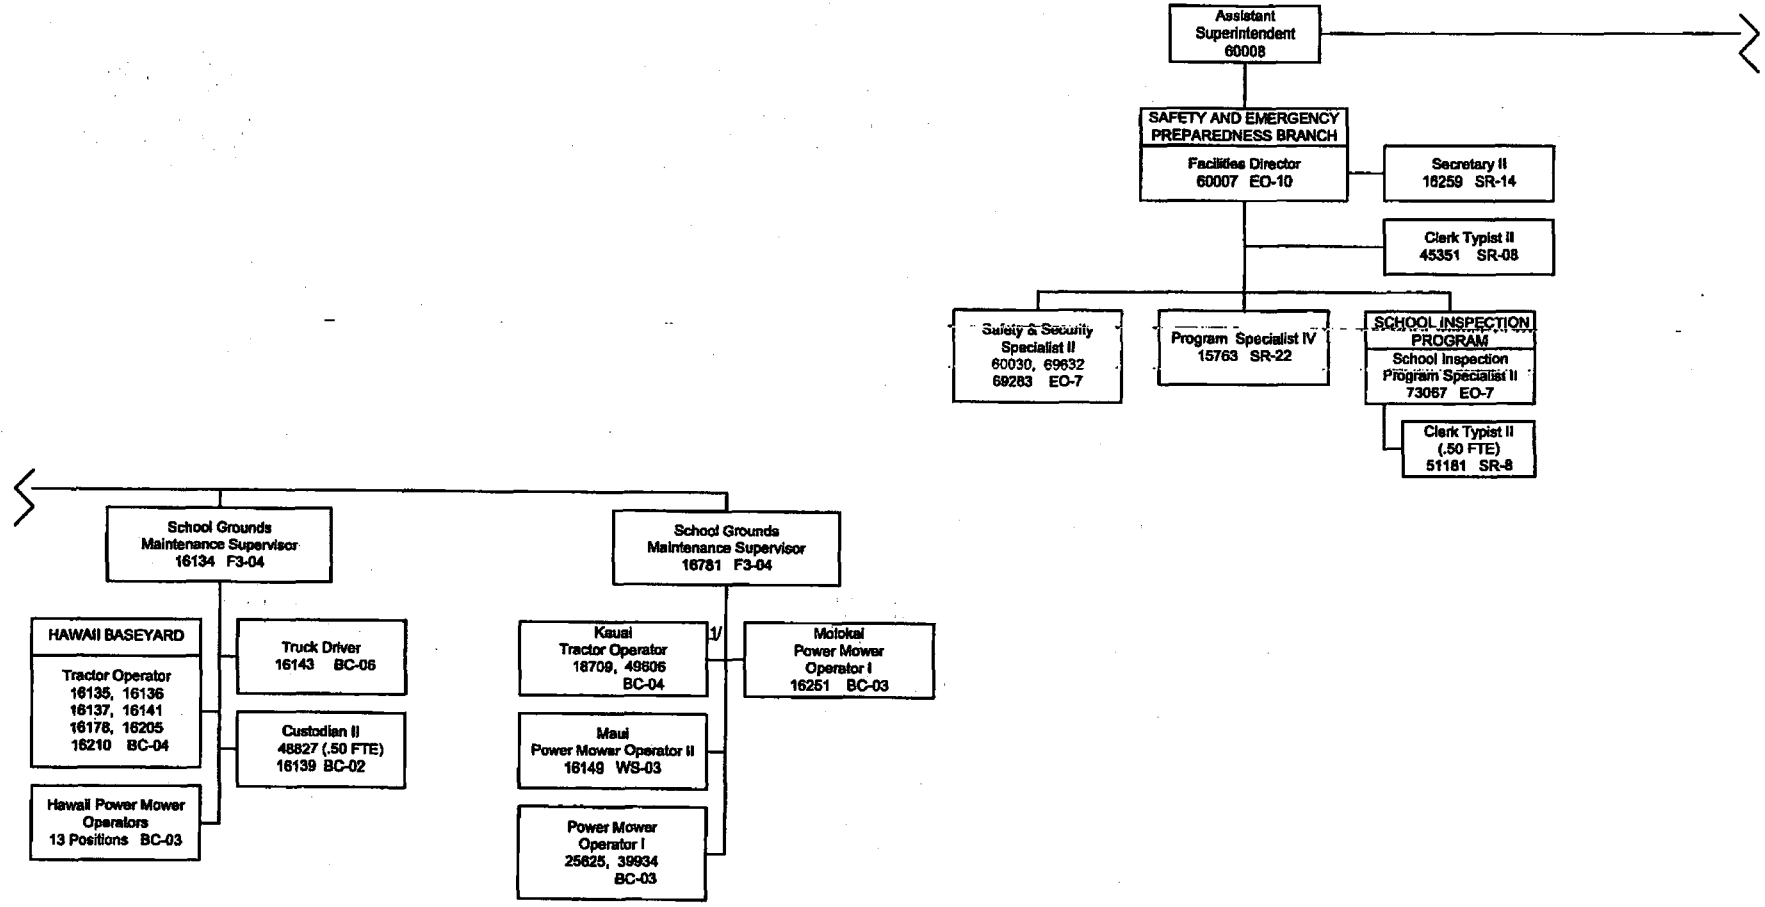 Assistant
Superintendent
60008
SAFETY AND EMERGENCY
PREPAREDNESS BRANCH
Facilities Director
60007 EO-10
Secretary II
16259 SR-14
Clerk Typist II
45351 SR-08
Safety & Security
Specialist II
60030, 69632
69283 EO-7
Program Specialist IV
15763 SR-22
SCHOOL INSPECTION
PROGRAM
School Inspection
Program Specialist II
73067 EO-7
Clerk Typist II
(.50 FTE)
51181 SR-8
School Grounds
Maintenance Supervisor
16134 F3-04
School Grounds
Maintenance Supervisor
16781 F3-04
HAWAII BASEYARD
Tractor Operator
16135, 16136
16137, 16141
16178, 16205
16210 BC-04
Truck Driver
16143 BC-06
Custodian II
48827 (.50 FTE)
16139 BC-02
Hawaii Power Mower
Operators
13 Positions BC-03
Kauai
Tractor Operator
18709, 49606
BC-04
1/
Molokai
Power Mower
Operator I
16251 BC-03
Maui
Power Mower Operator II
16149 WS-03
Power Mower
Operator I
25625, 39934
BC-03